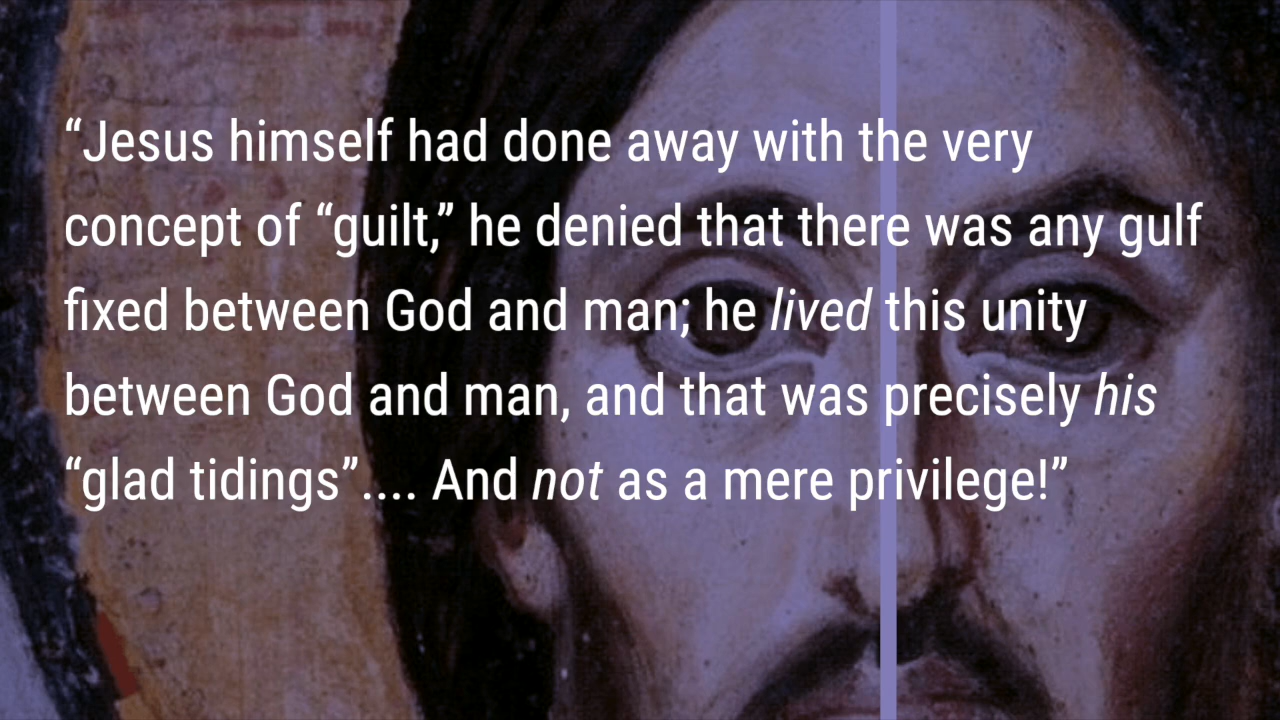 “Jesus himself had done away with the very
concept of “guilt,” he denied that there was any gulf
fixed between God and man; he lived this unity
between God and man, and that was precisely his
“glad tidings”.... And not as a mere privilege!”